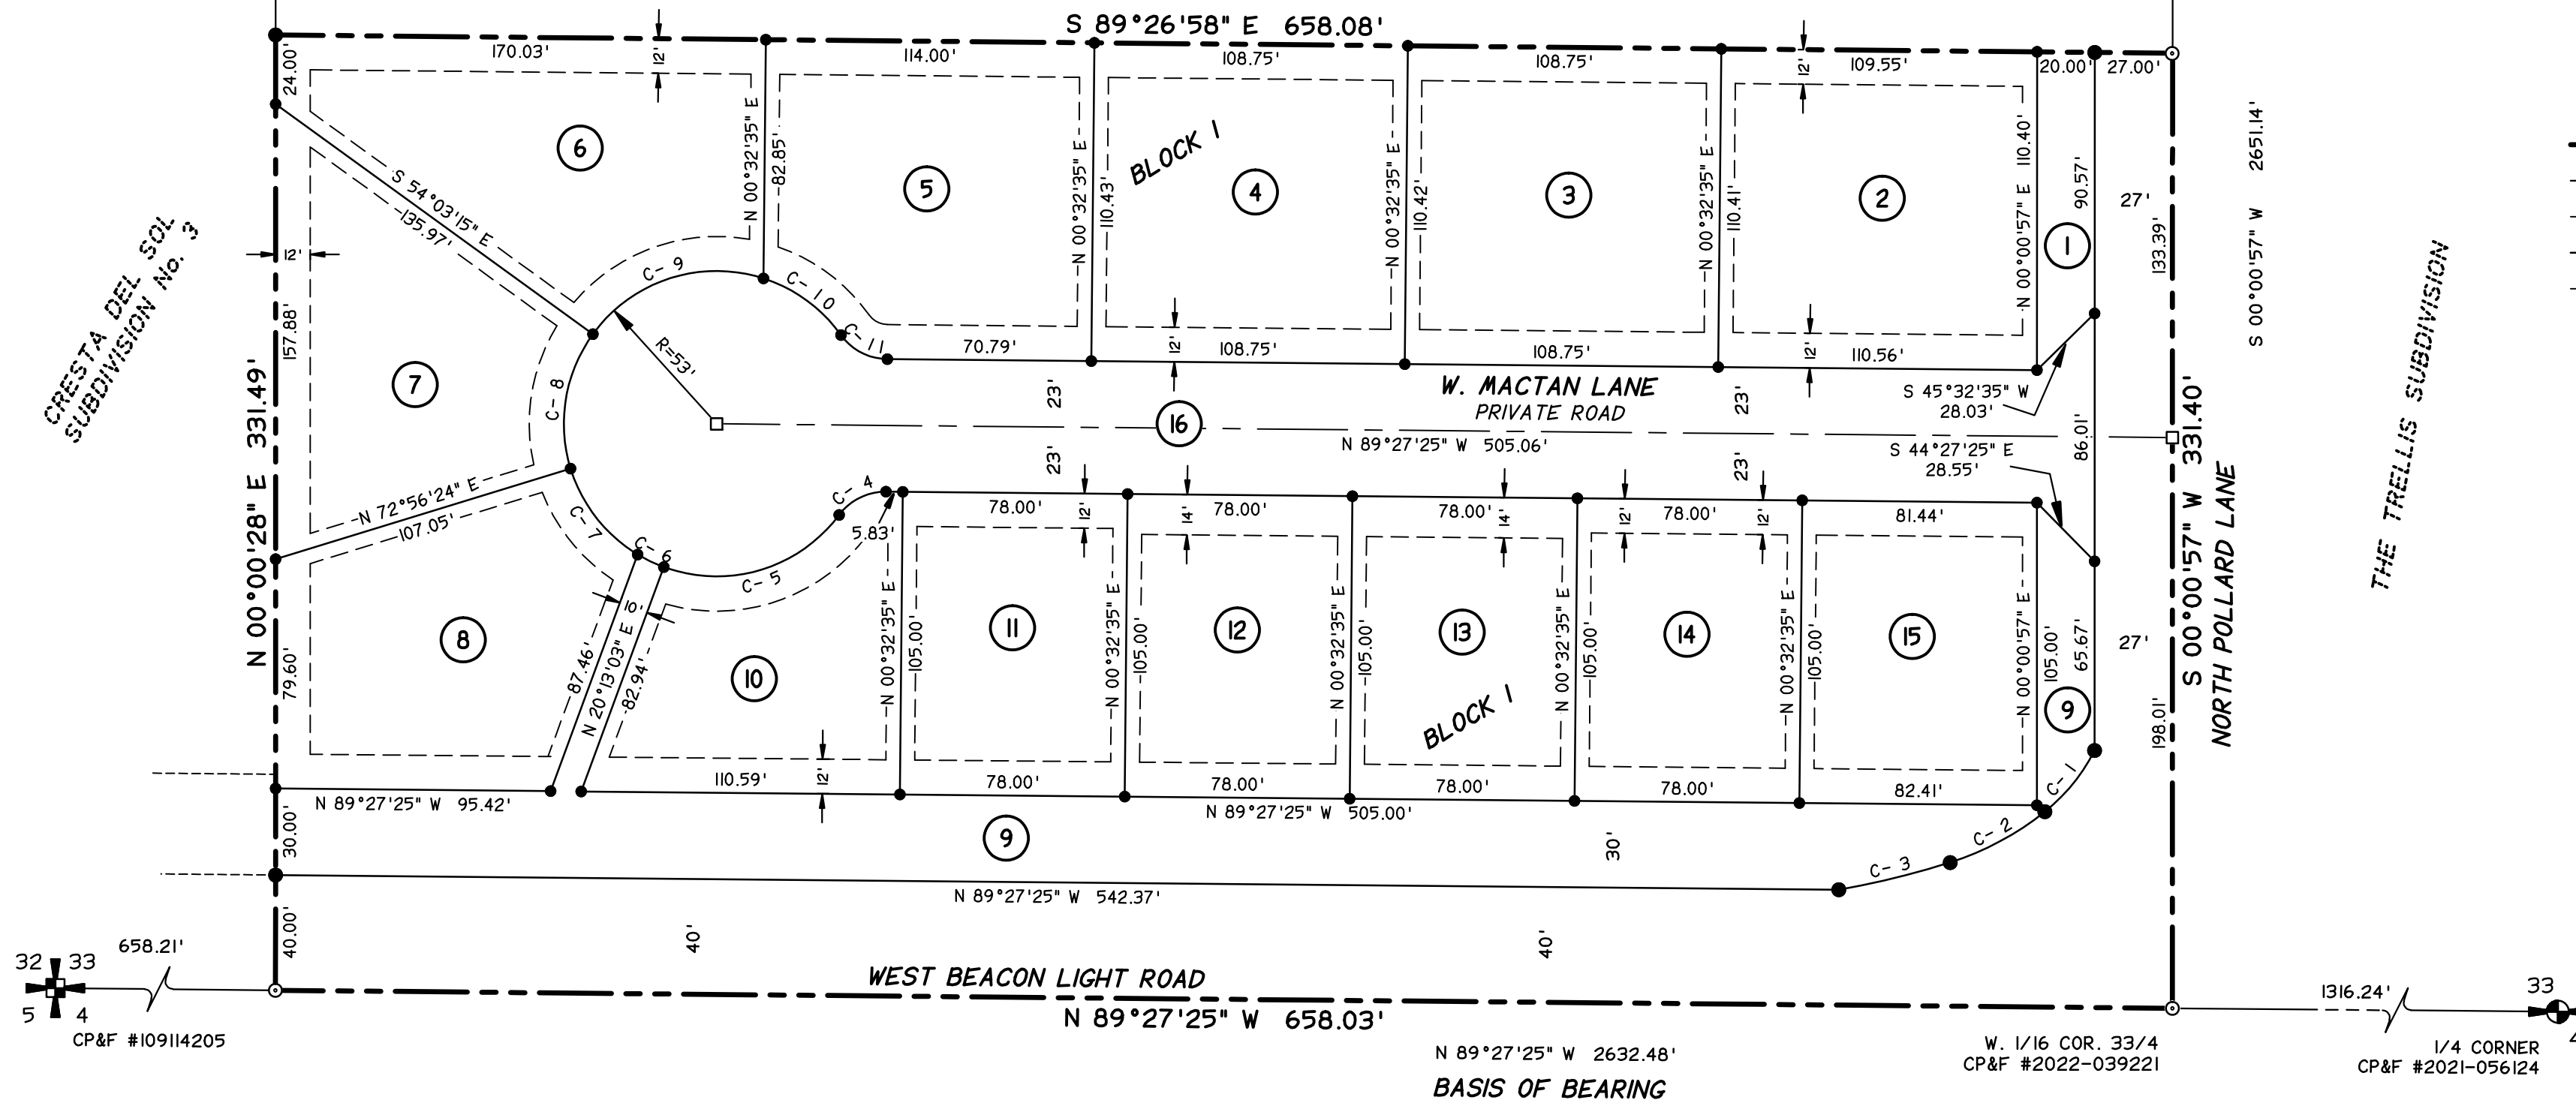 S 89°26'58" E 658.08'
170.03'
12'
114.00'
108.75'
108.75'
12'
109.55'
20.00'
27.00'
24.00'
6
N 00°32'35" E
82.85'
5
N 00°32'35" E
110.43'
BLOCK 1
4
N 00°32'35" E
110.42'
3
N 00°32'35" E
110.41'
2
N 00°00'57" E 110.40'
1
90.57'
27'
133.39'
S 00°00'57" W 2651.14'
CRESTA DEL SOL
SUBDIVISION No. 3
S 54°03'15" E
135.97'
12'
157.88'
C- 9
C- 10
C- 11
R=53'
70.79'
12'
108.75'
108.75'
12'
110.56'
7
C- 8
23'
W. MACTAN LANE
PRIVATE ROAD
23'
S 45°32'35" W
28.03'
16
N 89°27'25" W 505.06'
86.01'
S 44°27'25" E
28.55'
23'
23'
N 00°00'28" E 331.49'
S 00°00'57" W 331.40'
NORTH POLLARD LANE
THE TRELLIS SUBDIVISION
N 72°56'24" E
107.05'
C- 7
C- 6
C- 5
C- 4
5.83'
78.00'
12'
14'
78.00'
78.00'
14'
12'
78.00'
12'
81.44'
8
79.60'
87.46'
10'
N 20°13'03" E
82.94'
10
N 00°32'35" E
105.00'
11
N 00°32'35" E
105.00'
12
N 00°32'35" E
105.00'
13
BLOCK 1
N 00°32'35" E
105.00'
14
N 00°32'35" E
105.00'
15
N 00°00'57" E
105.00'
65.67'
27'
9
198.01'
110.59'
12'
78.00'
78.00'
78.00'
78.00'
82.41'
C- 1
N 89°27'25" W 95.42'
N 89°27'25" W 505.00'
30.00'
9
30'
C- 2
C- 3
N 89°27'25" W 542.37'
40.00'
40'
40'
658.21'
32 33
5 4
CP&F #109114205
WEST BEACON LIGHT ROAD
N 89°27'25" W 658.03'
1316.24'
33
N 89°27'25" W 2632.48'
BASIS OF BEARING
W. 1/16 COR. 33/4
CP&F #2022-039221
1/4 CORNER
CP&F #2021-056124